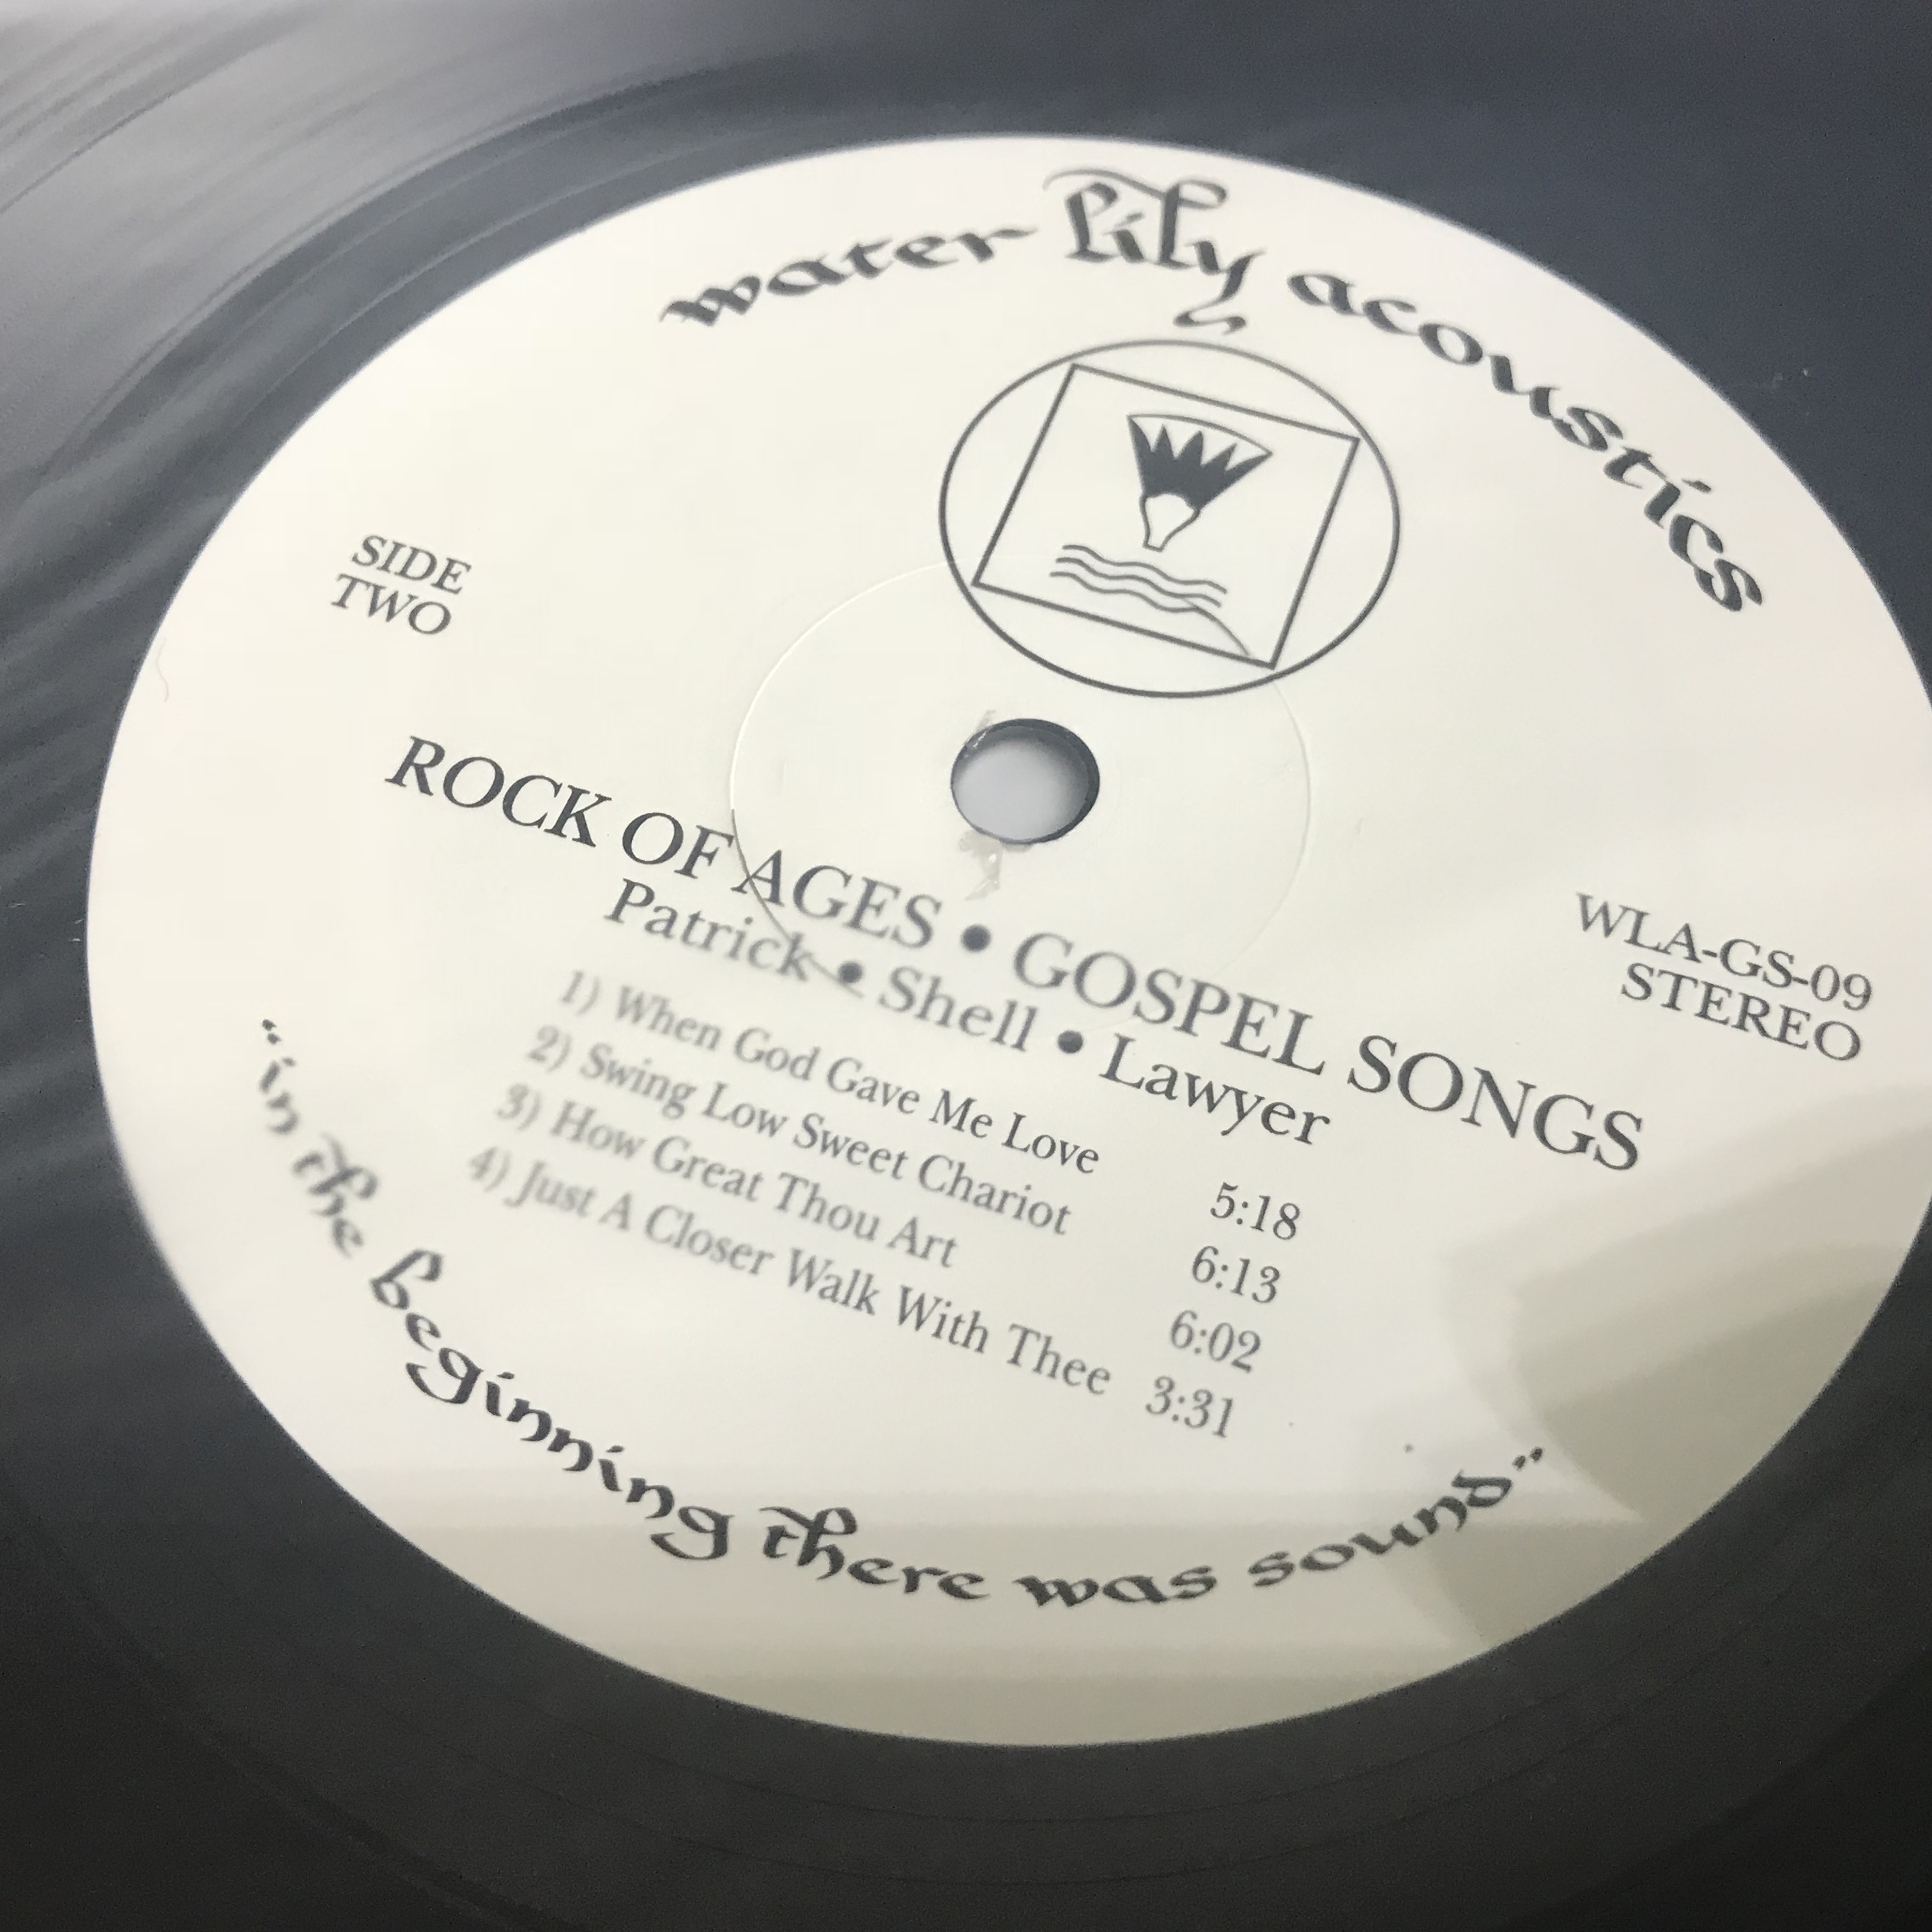 water lily acoustics
SIDE
TWO
WLA-GS-09
STEREO
ROCK OF AGES • GOSPEL SONGS
Patrick • Shell • Lawyer
1) When God Gave Me Love 5:18
2) Swing Low Sweet Chariot 6:13
3) How Great Thou Art 6:02
4) Just A Closer Walk With Thee 3:31
“in the beginning there was sound”